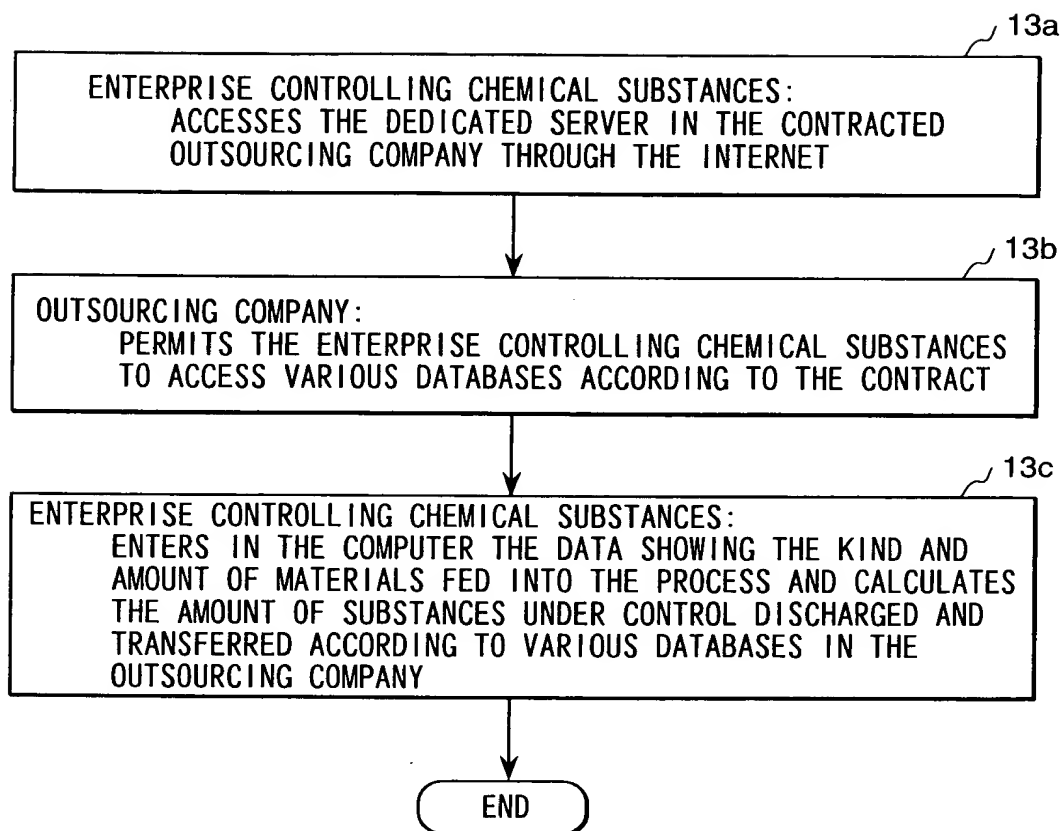 13a
ENTERPRISE CONTROLLING CHEMICAL SUBSTANCES:
ACCESSES THE DEDICATED SERVER IN THE CONTRACTED
OUTSOURCING COMPANY THROUGH THE INTERNET
13b
OUTSOURCING COMPANY:
PERMITS THE ENTERPRISE CONTROLLING CHEMICAL SUBSTANCES
TO ACCESS VARIOUS DATABASES ACCORDING TO THE CONTRACT
13c
ENTERPRISE CONTROLLING CHEMICAL SUBSTANCES:
ENTERS IN THE COMPUTER THE DATA SHOWING THE KIND AND
AMOUNT OF MATERIALS FED INTO THE PROCESS AND CALCULATES
THE AMOUNT OF SUBSTANCES UNDER CONTROL DISCHARGED AND
TRANSFERRED ACCORDING TO VARIOUS DATABASES IN THE
OUTSOURCING COMPANY
END